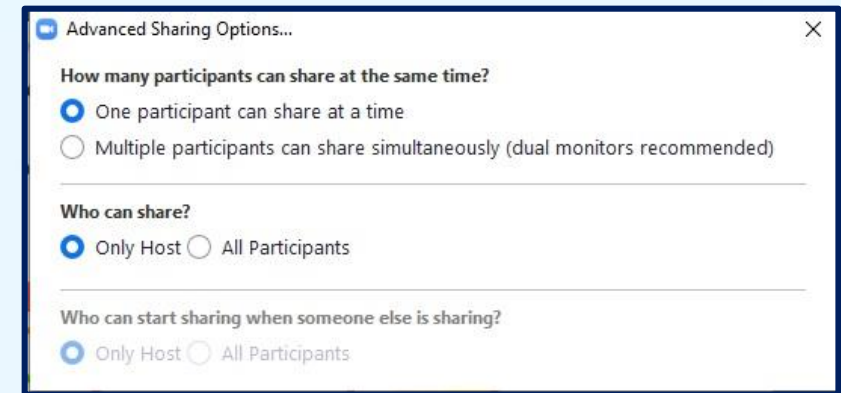 Advanced Sharing Options...
How many participants can share at the same time?
One participant can share at a time
Multiple participants can share simultaneously (dual monitors recommended)
Who can share?
Only Host All Participants
Who can start sharing when someone else is sharing?
Only Host All Participants